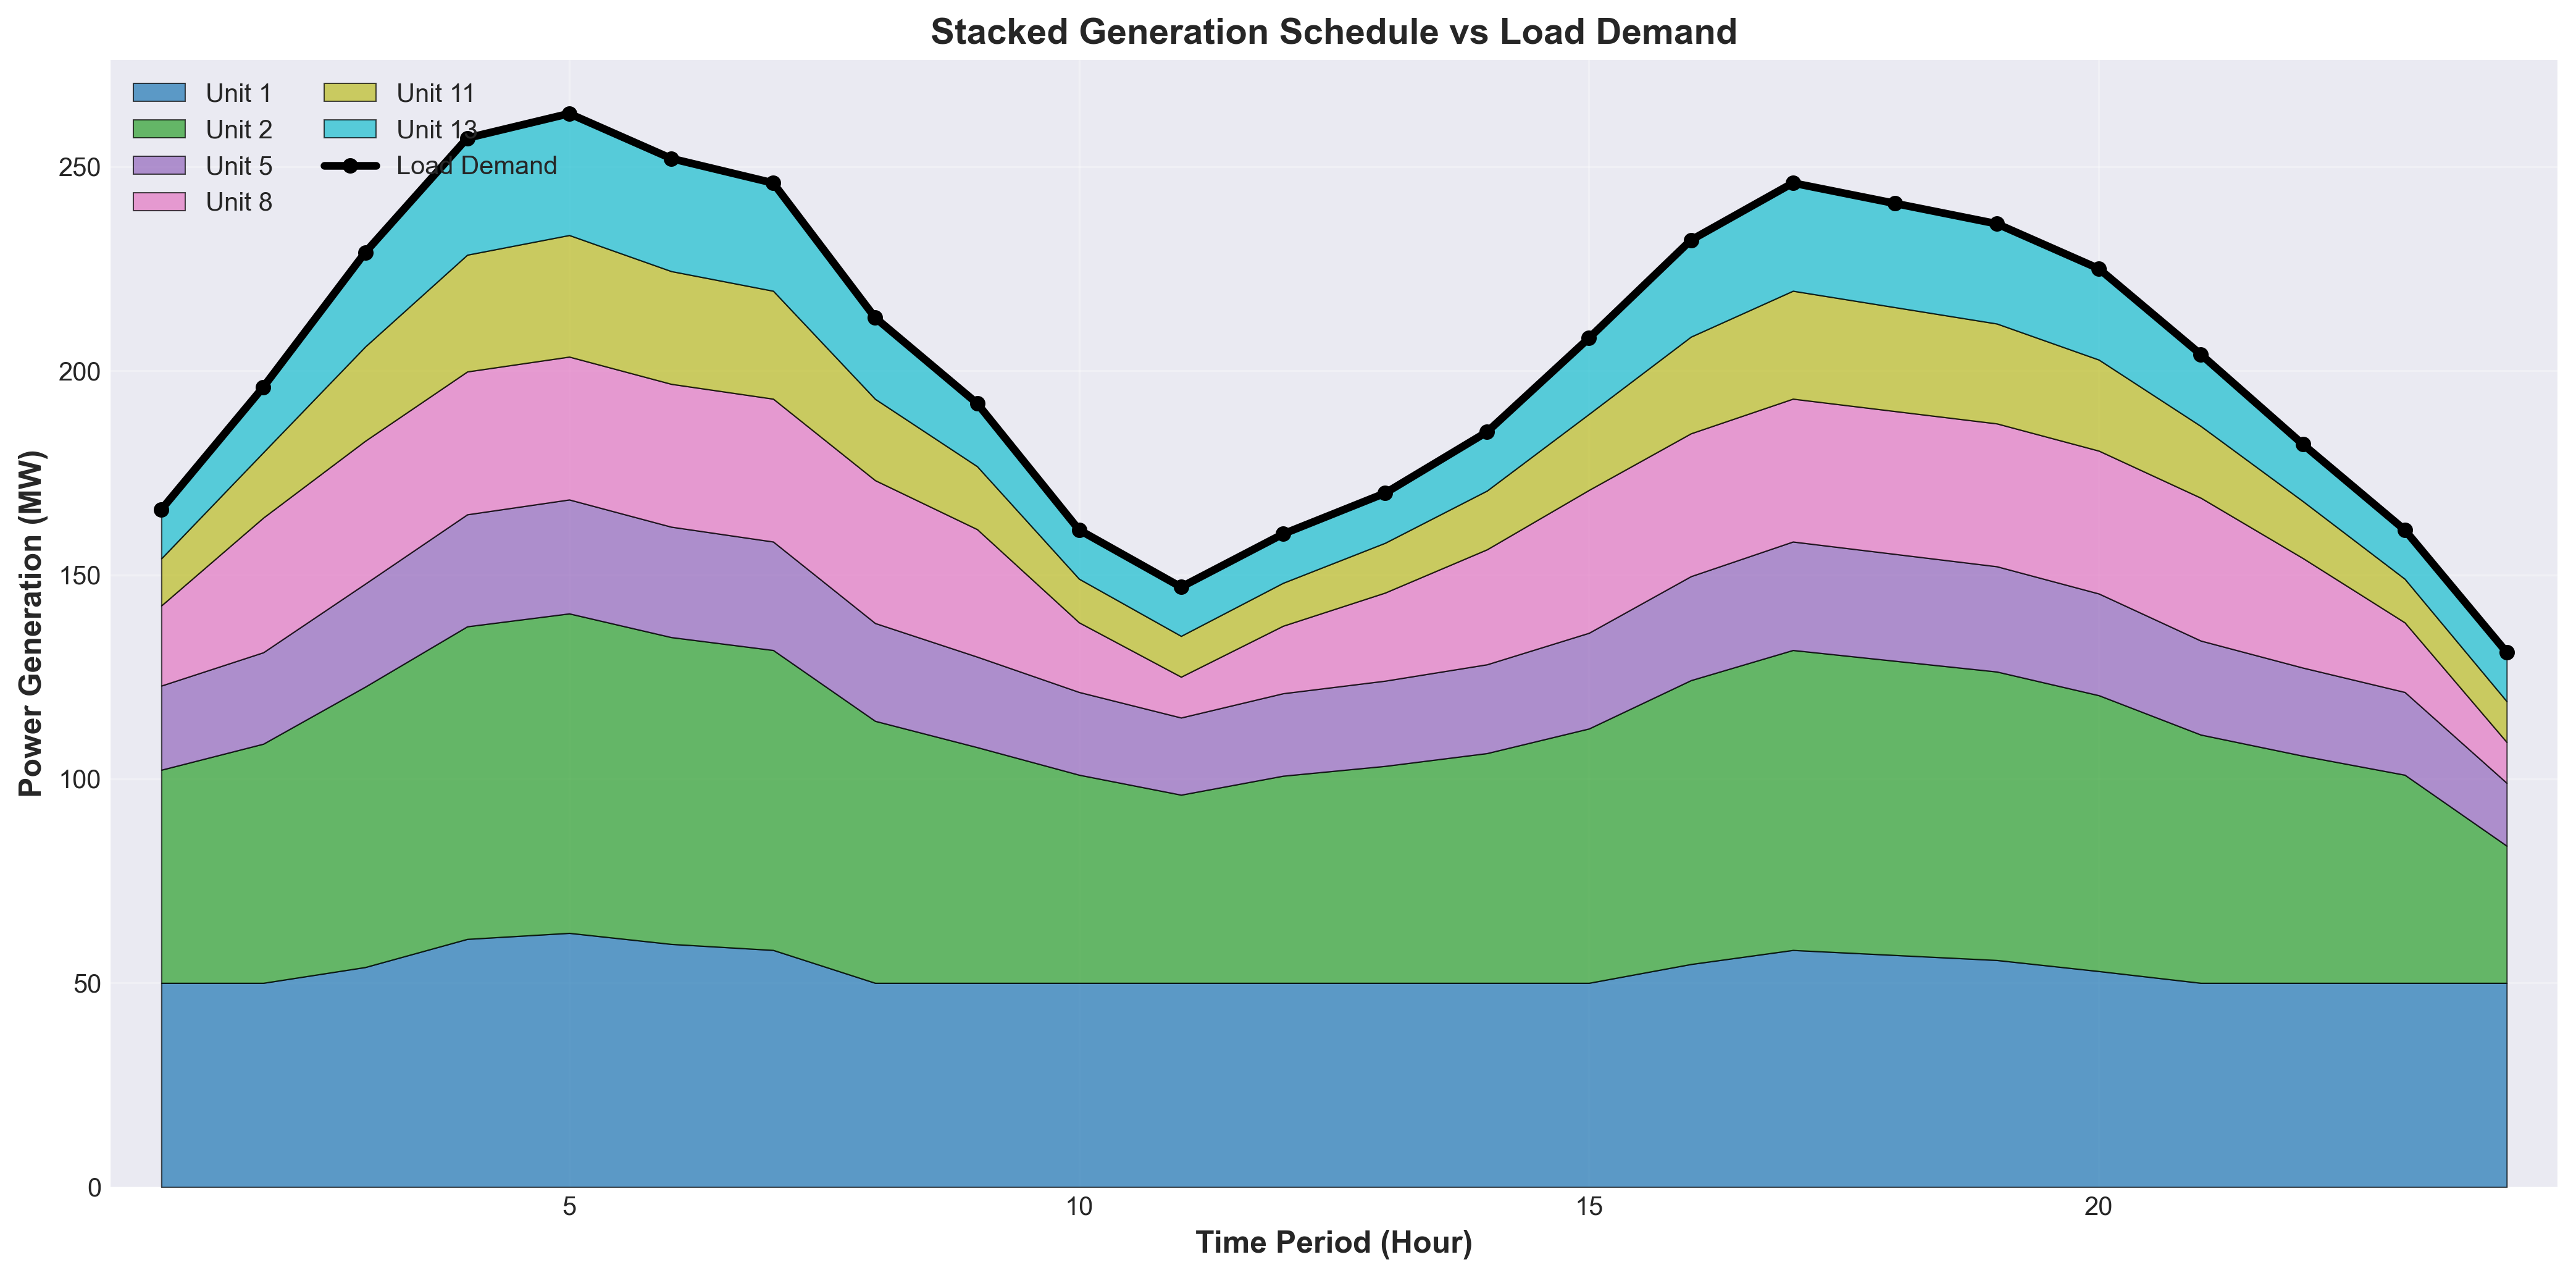 Stacked Generation Schedule vs Load Demand
Unit 1
Unit 2
Unit 5
Unit 8
Unit 11
Unit 13
Load Demand
Power Generation (MW)
250
200
150
100
50
0
5
10
15
20
Time Period (Hour)